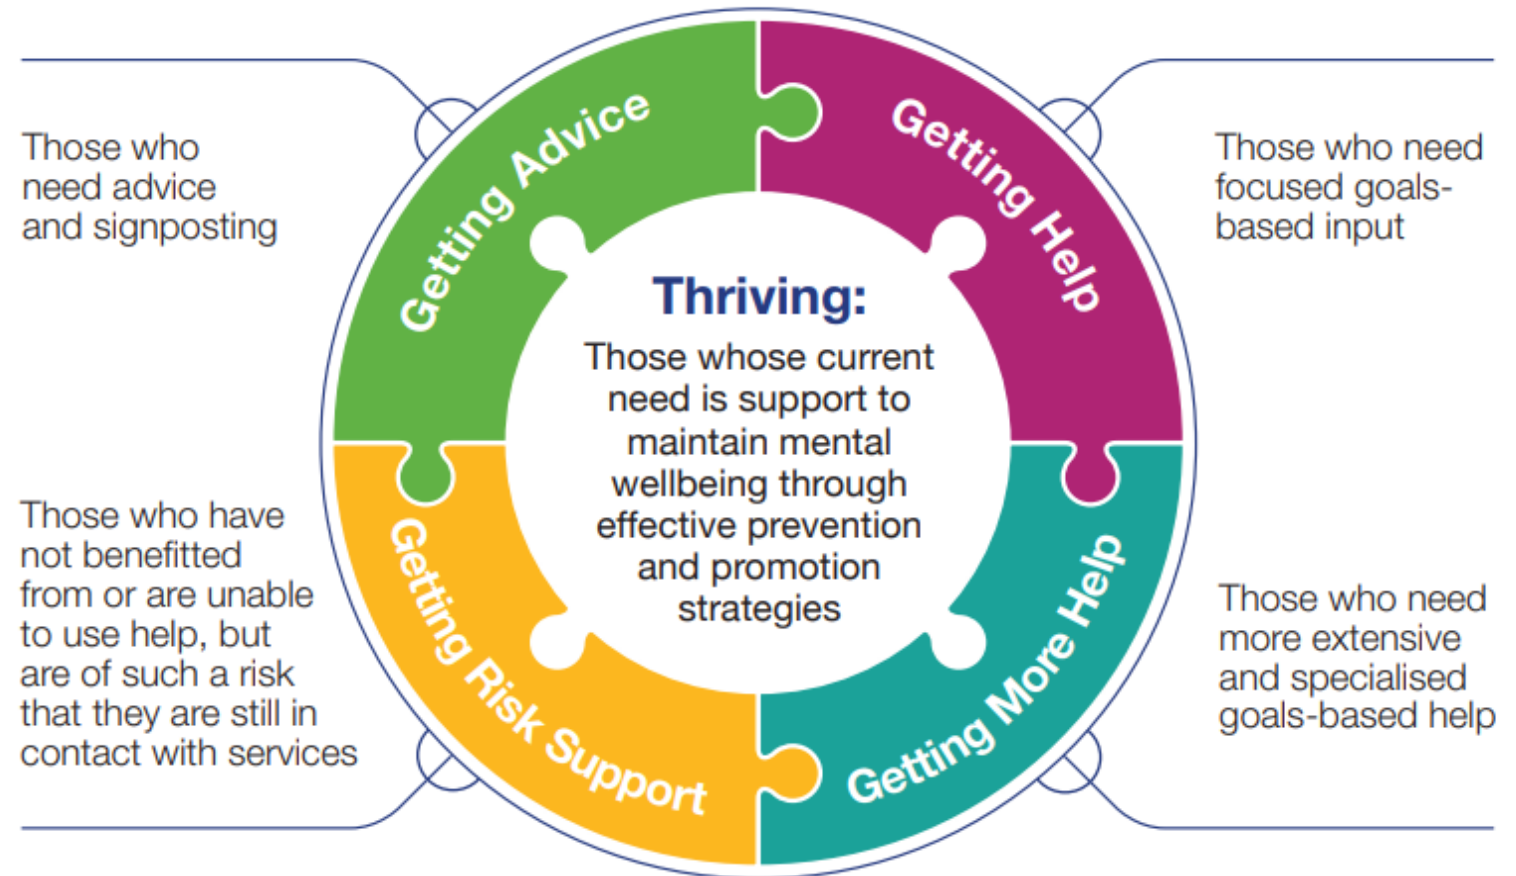 Getting Advice
Those who
need advice
and signposting
Getting Help
Those who need
focused goals-
based input
Thriving:
Those whose current
need is support to
maintain mental
wellbeing through
effective prevention
and promotion
strategies
Getting Risk Support
Those who have
not benefitted
from or are unable
to use help, but
are of such a risk
that they are still in
contact with services
Getting More Help
Those who need
more extensive
and specialised
goals-based help